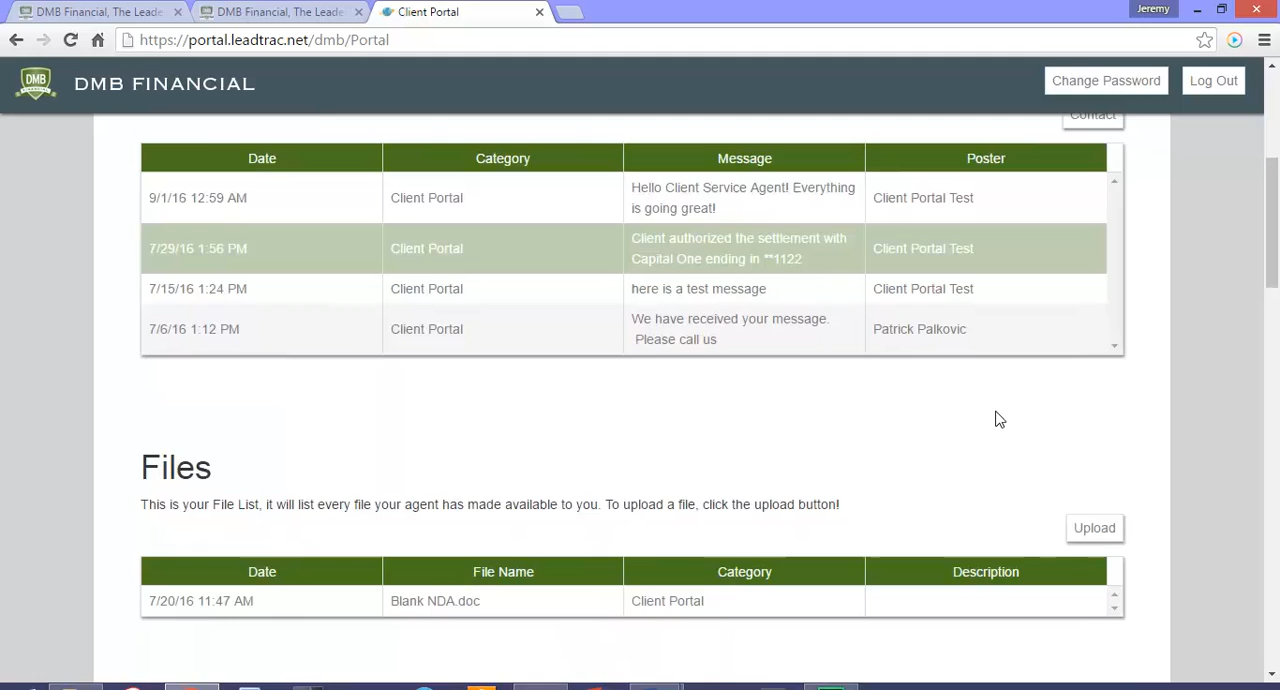 DMB Financial, The Leade
DMB Financial, The Leade
Client Portal
Jeremy
https://portal.leadtrac.net/dmb/Portal
DMB
DMB FINANCIAL
Change Password
Log Out
Contact
Date
Category
Message
Poster
9/1/16 12:59 AM
Client Portal
Hello Client Service Agent! Everything
is going great!
Client Portal Test
7/29/16 1:56 PM
Client Portal
Client authorized the settlement with
Capital One ending in **1122
Client Portal Test
7/15/16 1:24 PM
Client Portal
here is a test message
Client Portal Test
7/6/16 1:12 PM
Client Portal
We have received your message.
Please call us
Patrick Palkovic
Files
This is your File List, it will list every file your agent has made available to you. To upload a file, click the upload button!
Upload
Date
File Name
Category
Description
7/20/16 11:47 AM
Blank NDA.doc
Client Portal